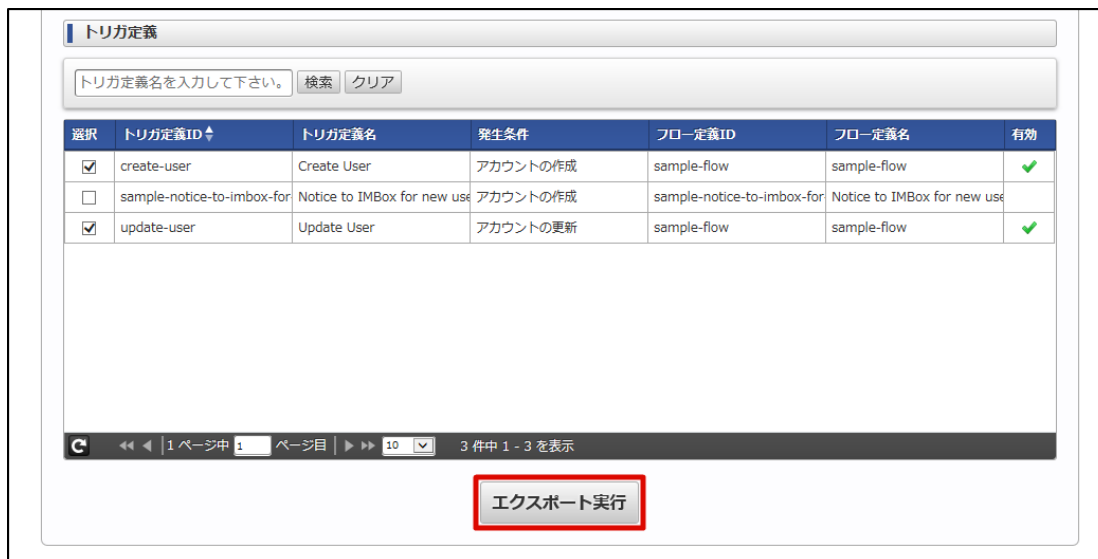 トリガ定義
トリガ定義名を入力して下さい。 検索 クリア
選択 トリガ定義ID トリガ定義名 発生条件 フロー定義ID フロー定義名 有効
create-user Create User アカウントの作成 sample-flow sample-flow
sample-notice-to-imbox-for- Notice to IMBox for new use アカウントの作成 sample-notice-to-imbox-for- Notice to IMBox for new use
update-user Update User アカウントの更新 sample-flow sample-flow
1 ページ中 1 ページ目 10 3 件中 1 - 3 を表示
エクスポート実行